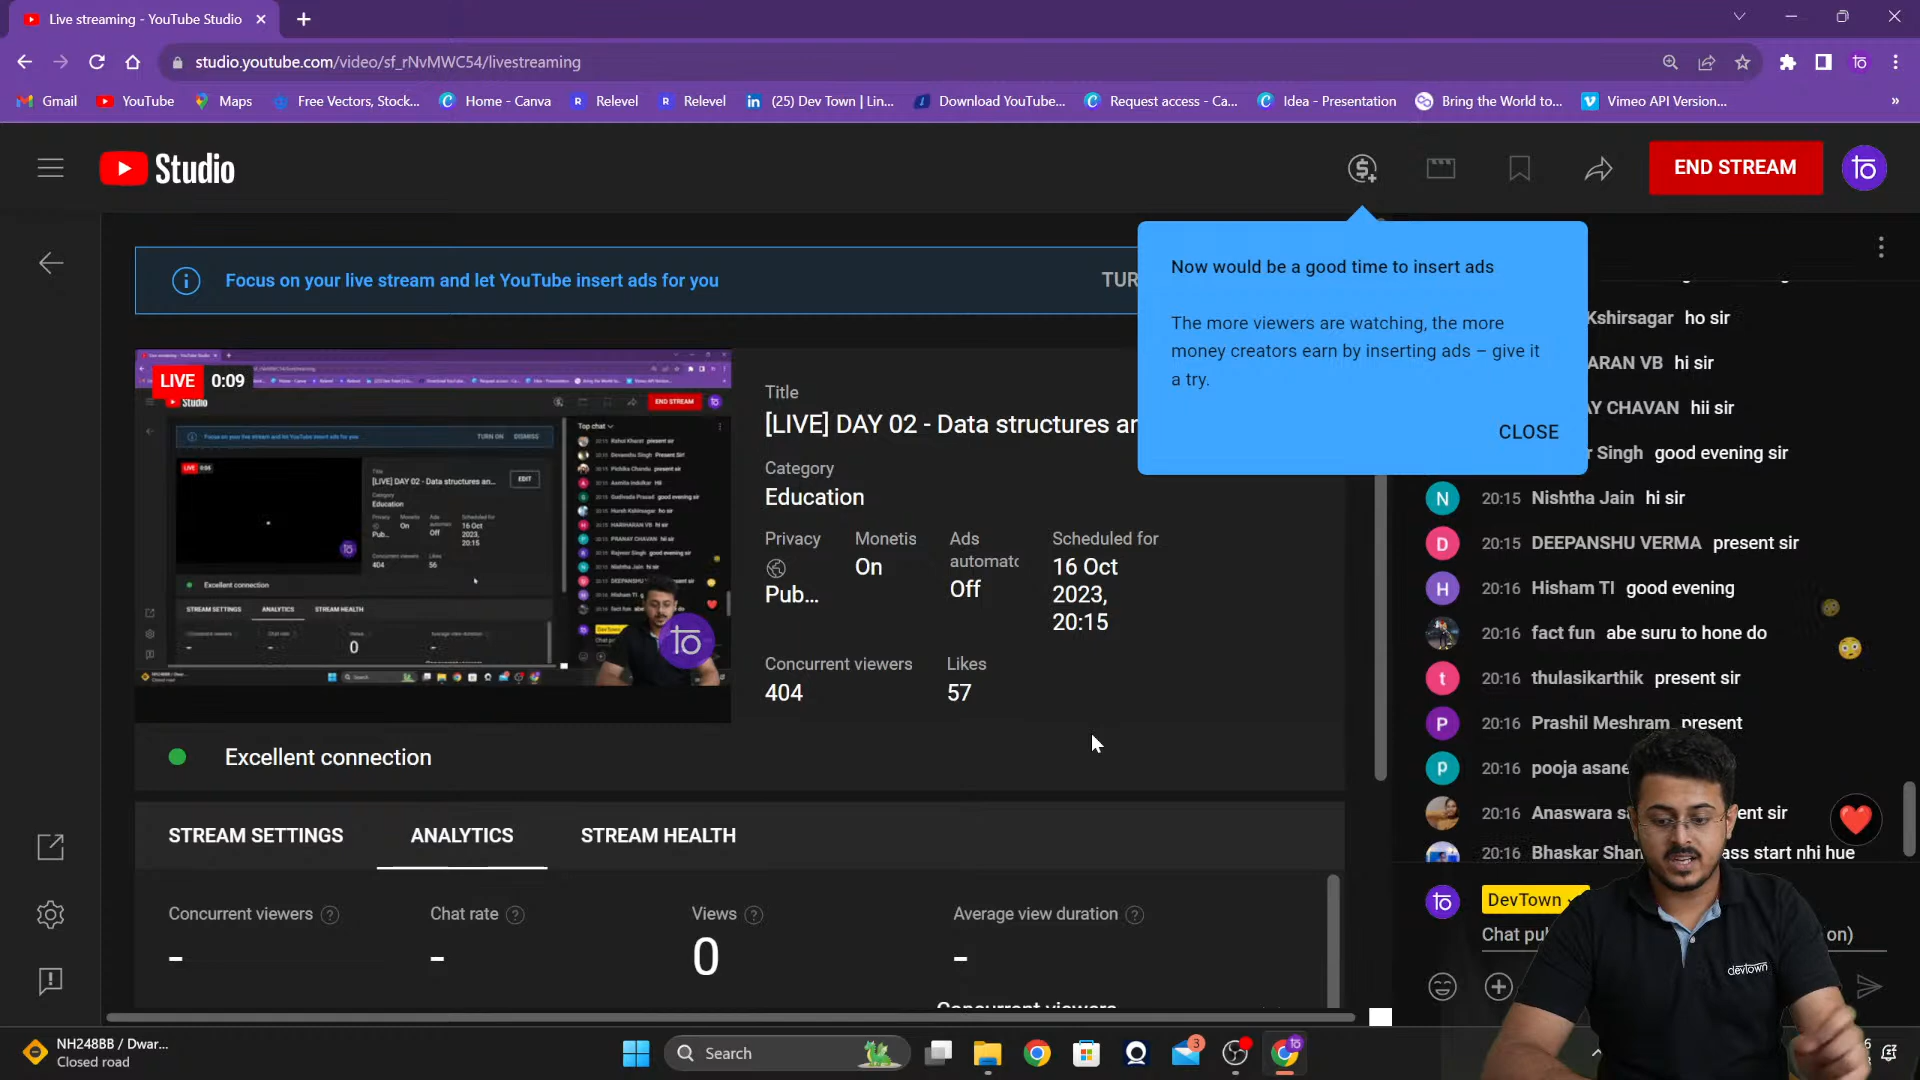 Live streaming - YouTube Studio
studio.youtube.com/video/sf_rNvMWC54/livestreaming
Gmail
YouTube
Maps
Free Vectors, Stock...
Home - Canva
Relevel
Relevel
(25) Dev Town | Lin...
Download YouTube...
Request access - Ca...
Idea - Presentation
Bring the World to...
Vimeo API Version...
Studio
END STREAM
Focus on your live stream and let YouTube insert ads for you
TUR
Now would be a good time to insert ads
The more viewers are watching, the more
money creators earn by inserting ads – give it
a try.
CLOSE
LIVE 0:09
Title
[LIVE] DAY 02 - Data structures an
Category
Education
Privacy
Pub...
Monetis
On
Ads
automatc
Off
Scheduled for
16 Oct
2023,
20:15
Concurrent viewers
404
Likes
57
Excellent connection
STREAM SETTINGS
ANALYTICS
STREAM HEALTH
Concurrent viewers
-
Chat rate
-
Views
0
Average view duration
-
Kshirsagar ho sir
ARAN VB hi sir
AY CHAVAN hii sir
r Singh good evening sir
N 20:15 Nishtha Jain hi sir
D 20:15 DEEPANSHU VERMA present sir
H 20:16 Hisham TI good evening
20:16 fact fun abe suru to hone do
t 20:16 thulasikarthik present sir
P 20:16 Prashil Meshram present
p 20:16 pooja asane
20:16 Anaswara sa ent sir
20:16 Bhaskar Shar ass start nhi hue
DevTown
Chat pu on)
devtown
NH248BB / Dwar...
Closed road
Search
3